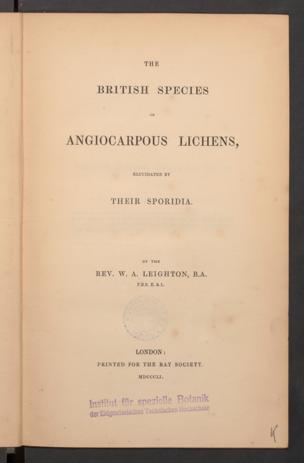 THE
BRITISH SPECIES
OF
ANGIOCARPOUS LICHENS,
ELUCIDATED BY
THEIR SPORIDIA.
BY THE
REV. W. A. LEIGHTON, B.A.
F.B.S. E. & L.
LONDON:
PRINTED FOR THE RAY SOCIETY.
MDCCCLI.
Institut für spezielle Botanik
der Eidgenössischen Technischen Hochschule